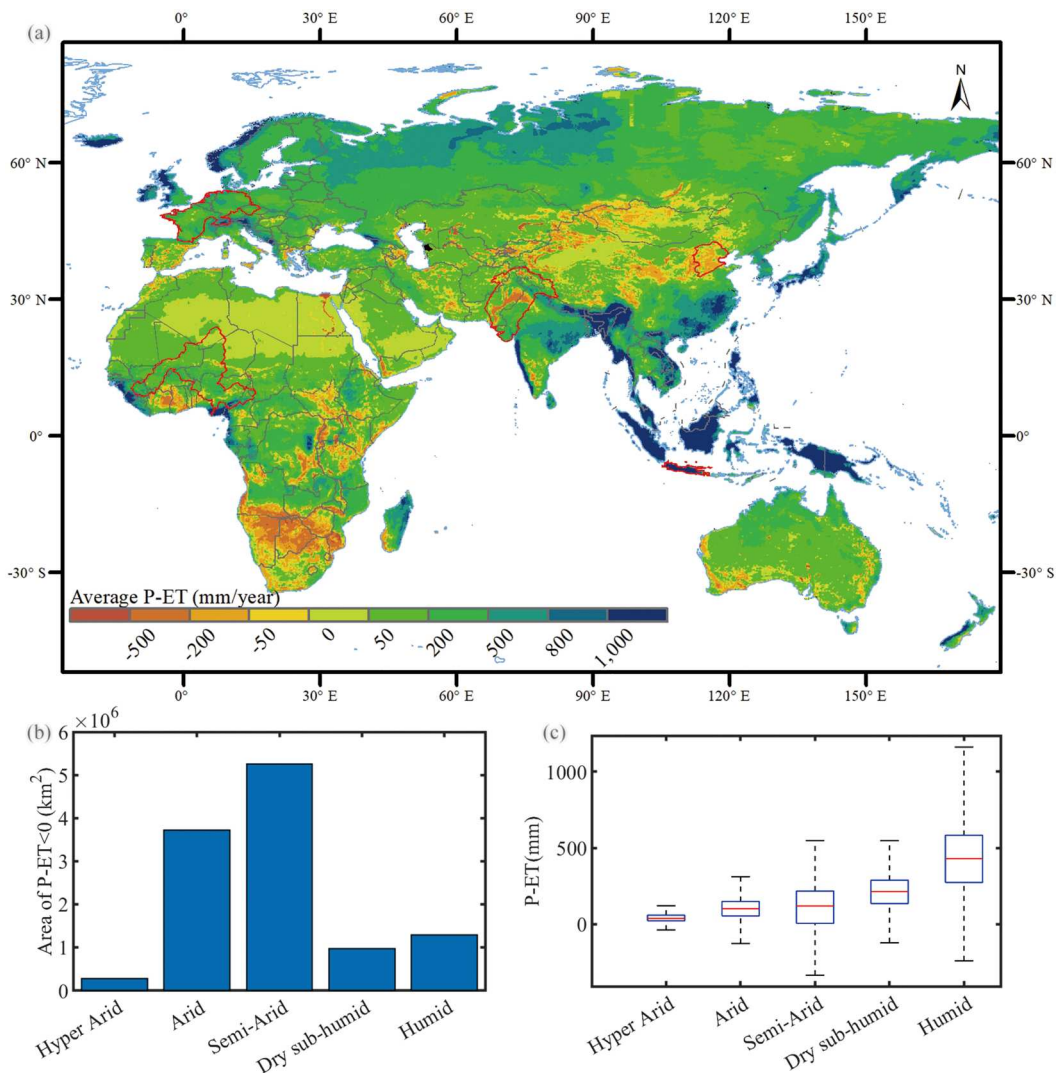 (a)
0° 30° E 60° E 90° E 120° E 150° E
N
60° N 60° N
30° N 30° N
0° 0°
-30° S -30° S
Average P-ET (mm/year)
-500 -200 -50 0 50 200 500 800 1,000
0° 30° E 60° E 90° E 120° E 150° E
(b)
×10⁶
6
5
4
3
2
1
0
Area of P-ET<0 (km²)
Hyper Arid Arid Semi-Arid Dry sub-humid Humid
(c)
1000
500
0
P-ET(mm)
Hyper Arid Arid Semi-Arid Dry sub-humid Humid